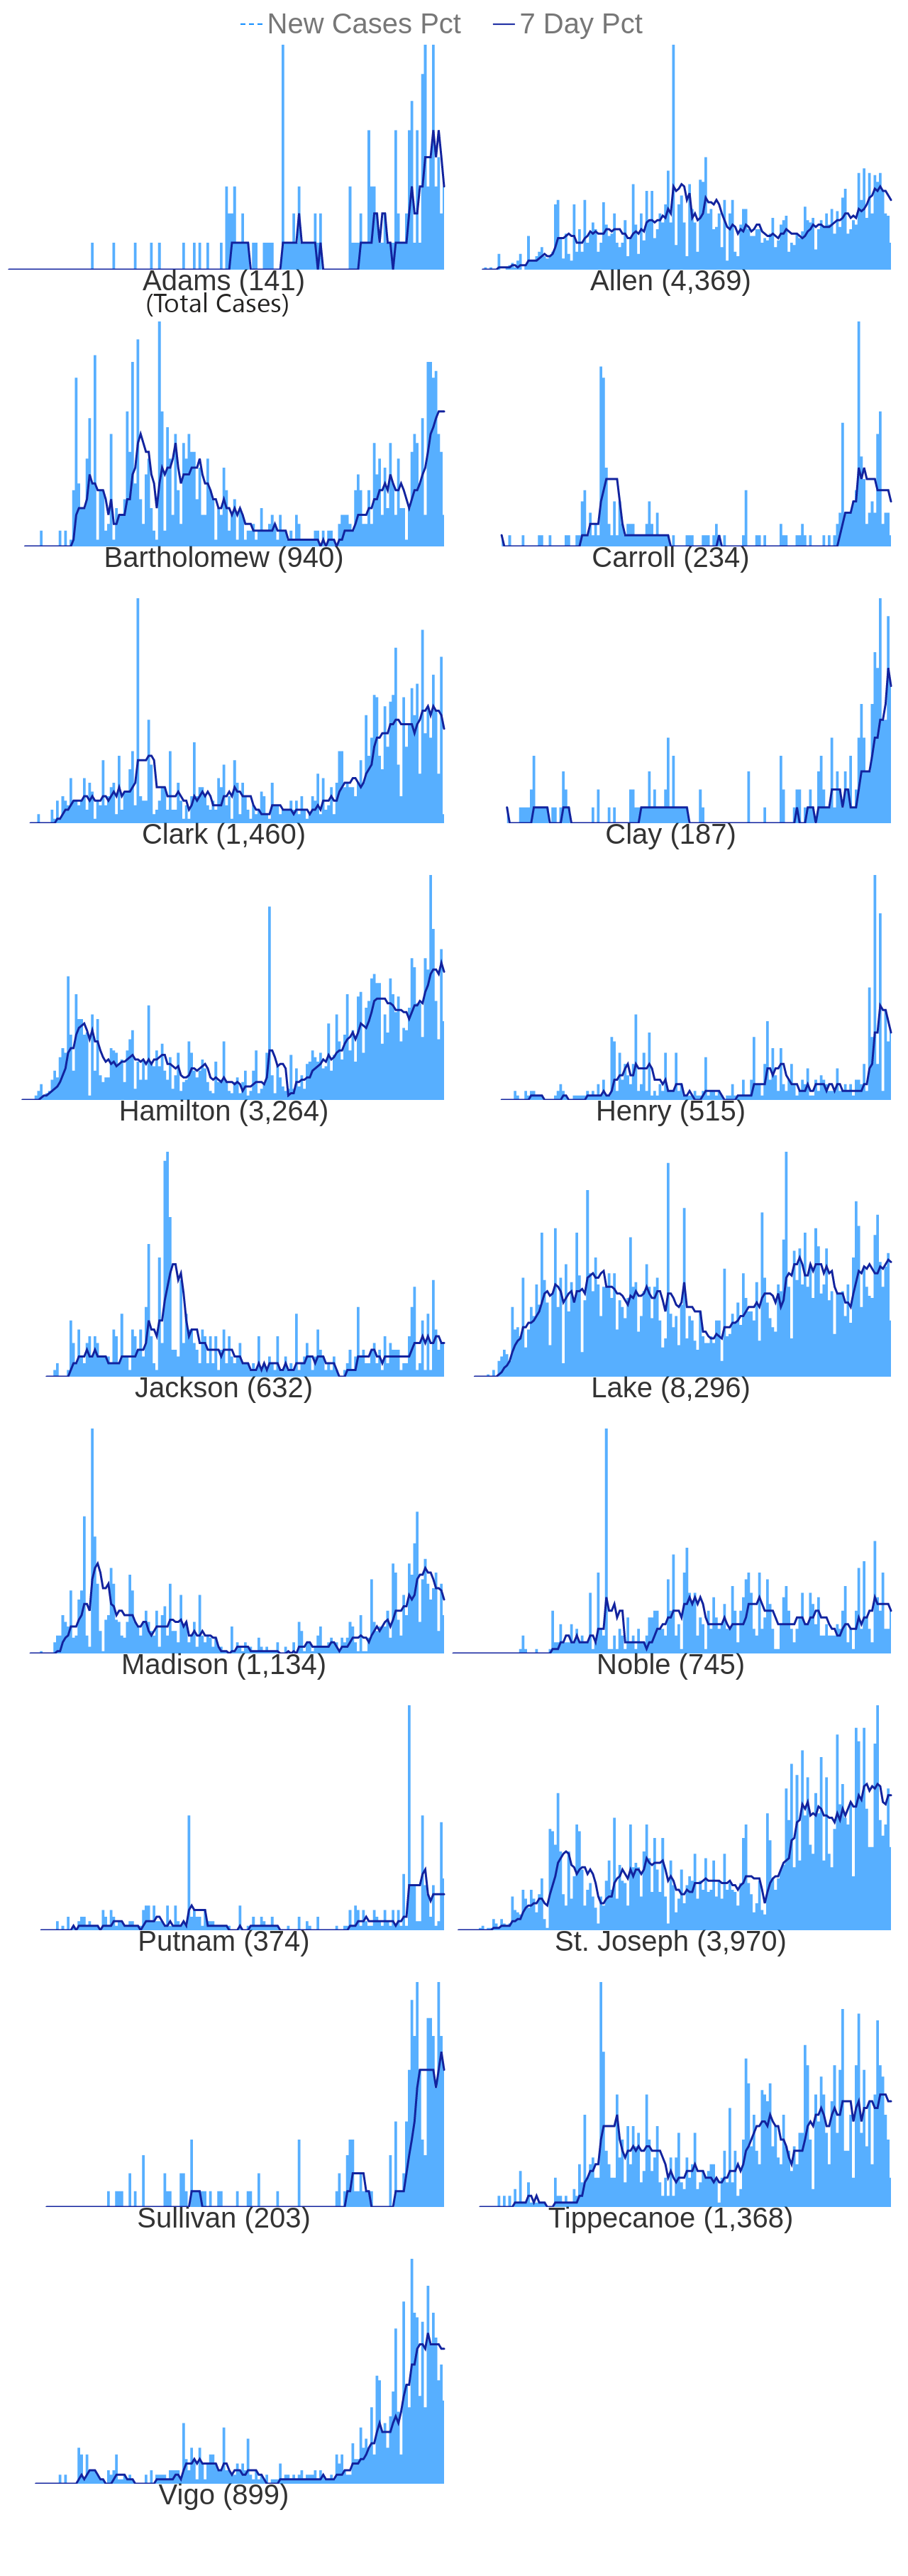 New Cases Pct 7 Day Pct
Adams (141) Allen (4,369)
(Total Cases)
Bartholomew (940) Carroll (234)
Clark (1,460) Clay (187)
Hamilton (3,264) Henry (515)
Jackson (632) Lake (8,296)
Madison (1,134) Noble (745)
Putnam (374) St. Joseph (3,970)
Sullivan (203) Tippecanoe (1,368)
Vigo (899)